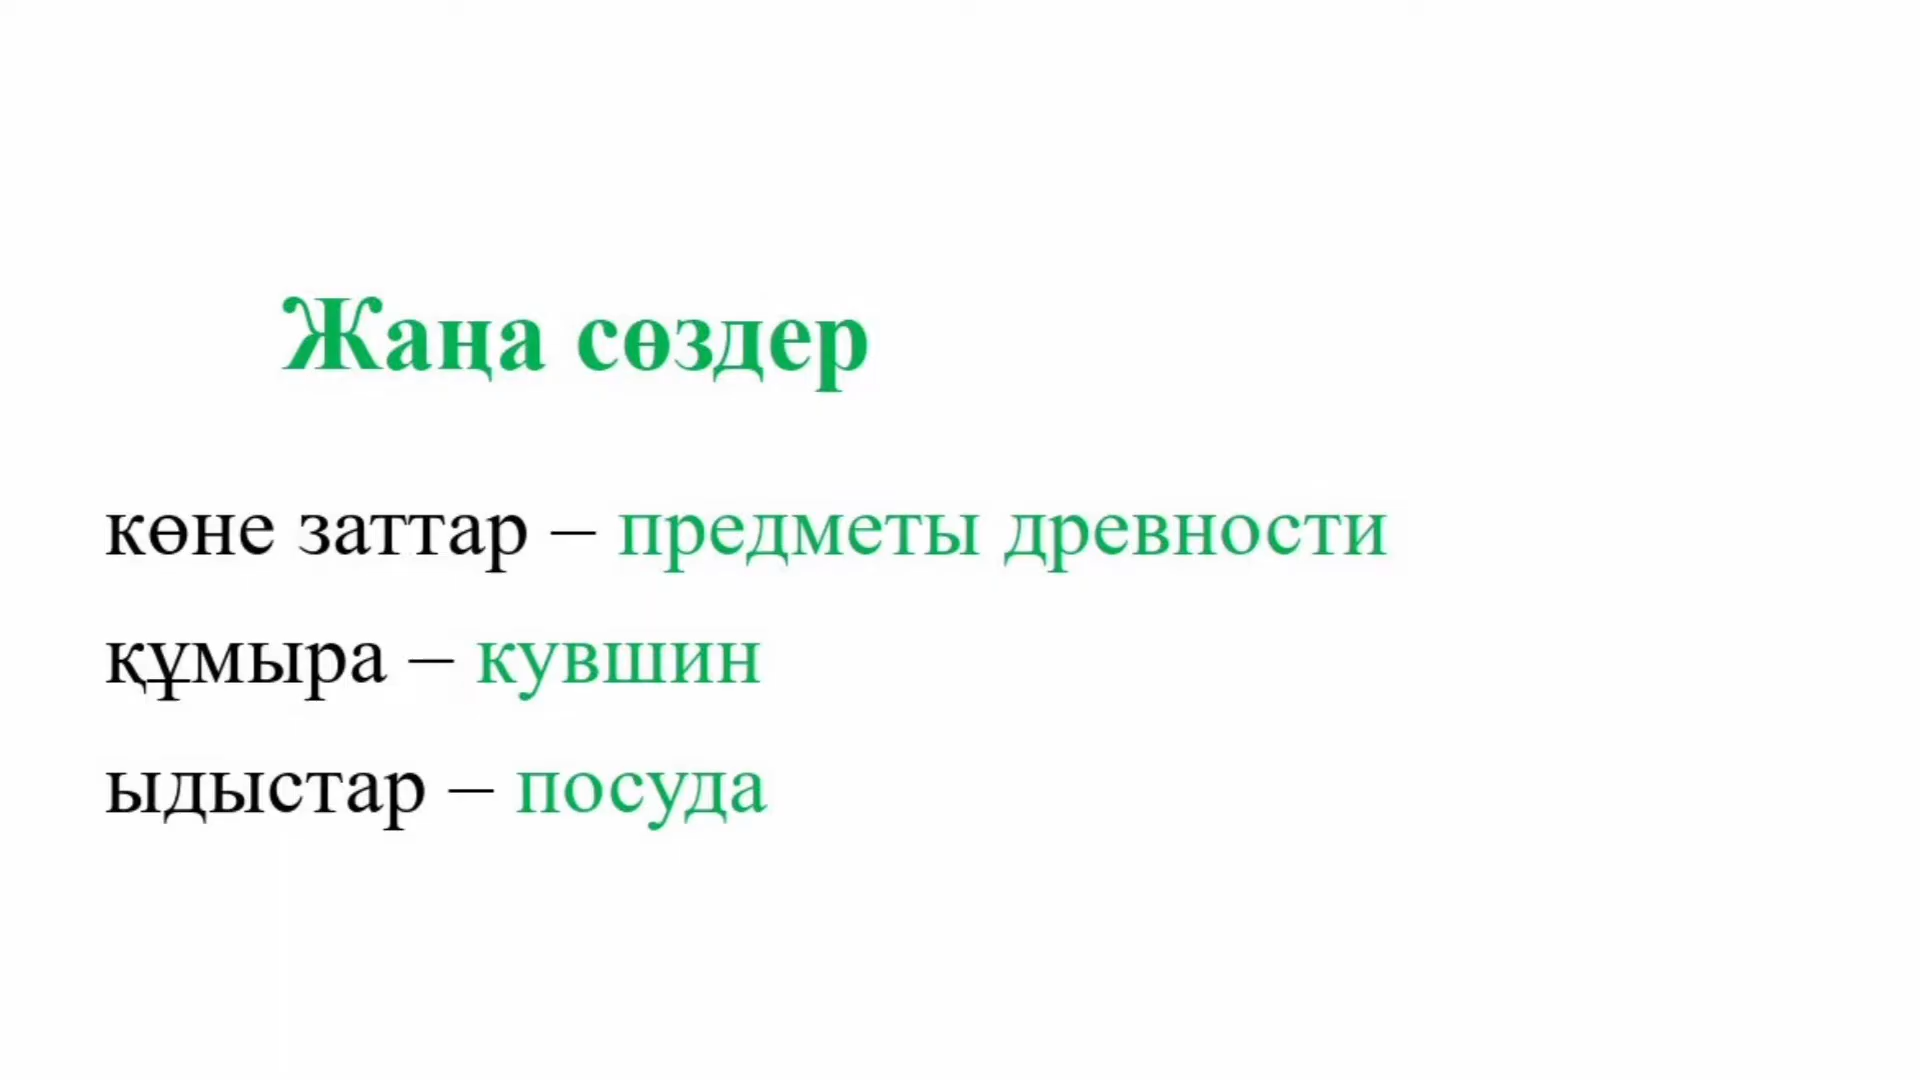 Жаңа сөздер
көне заттар – предметы древности
құмыра – кувшин
ыдыстар – посуда